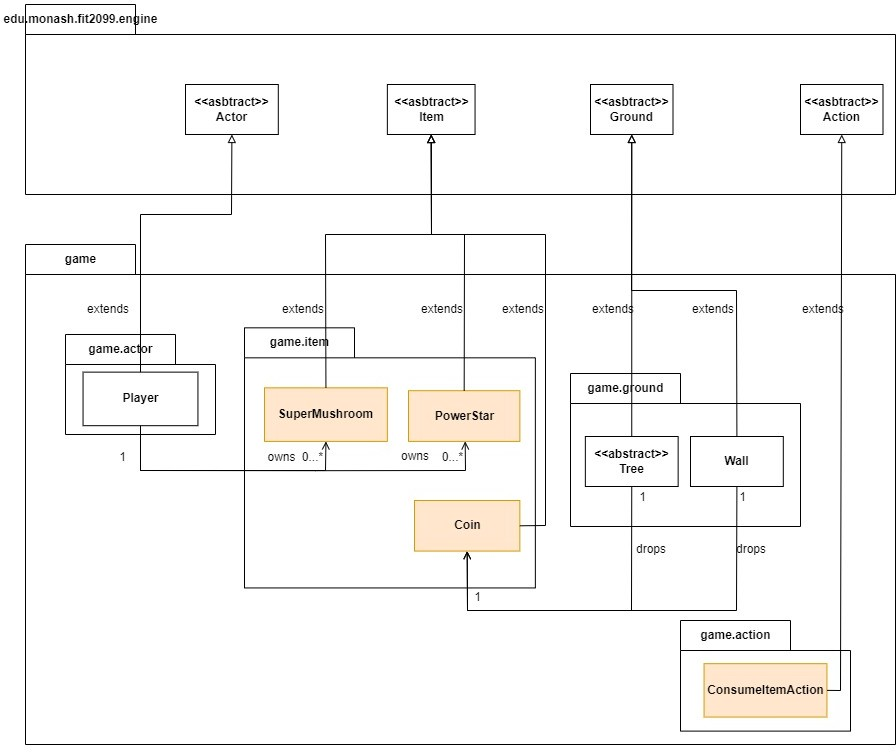 edu.monash.fit2099.engine
<<asbtract>>
Actor
<<asbtract>>
Item
<<asbtract>>
Ground
<<asbtract>>
Action
game
extends
extends
extends
extends
extends
extends
extends
game.actor
Player
game.item
SuperMushroom
PowerStar
game.ground
<<abstract>>
Tree
Wall
1
owns 0...*
owns 0...*
1
1
Coin
drops
drops
1
game.action
ConsumeItemAction